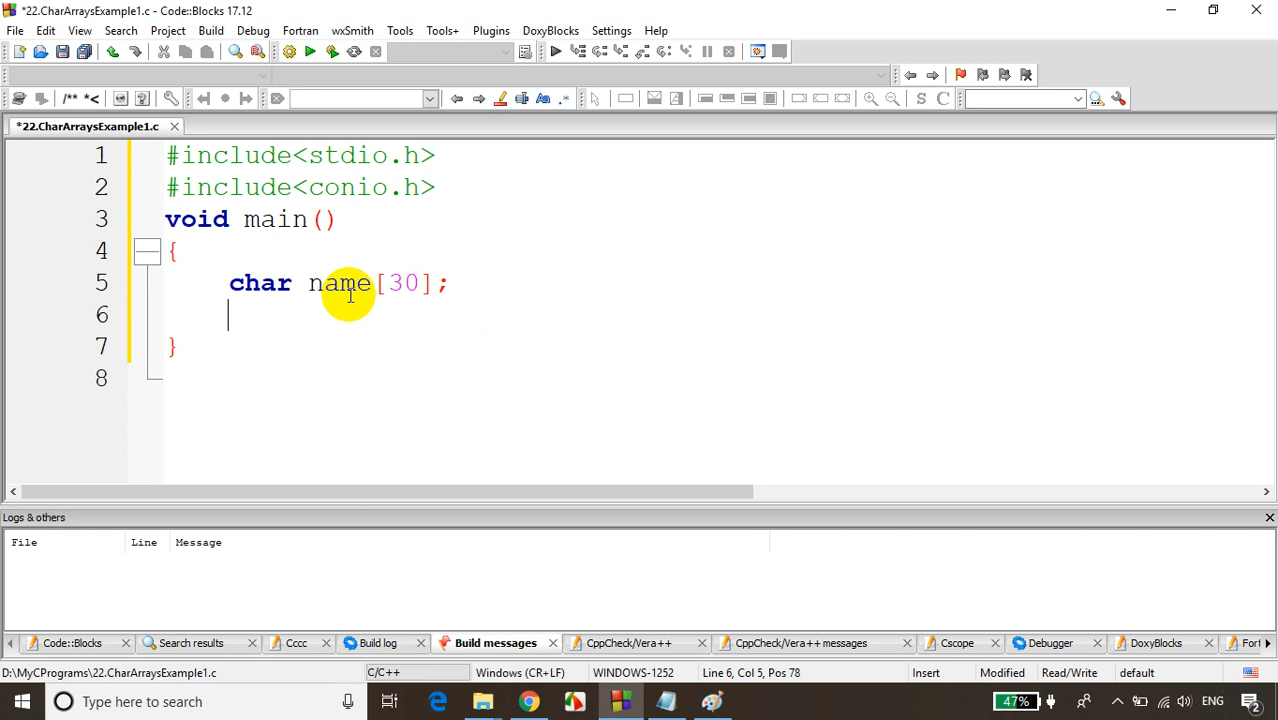 *22.CharArraysExample1.c - Code::Blocks 17.12
File Edit View Search Project Build Debug Fortran wxSmith Tools Tools+ Plugins DoxyBlocks Settings Help
/** *< 
S C
*22.CharArraysExample1.c
1 #include<stdio.h>
2 #include<conio.h>
3 void main()
4 {
5 char name[30];
6
7 }
8
Logs & others
File Line Message
Code::Blocks Search results Cccc Build log Build messages CppCheck/Vera++ CppCheck/Vera++ messages Cscope Debugger DoxyBlocks Fort
D:\MyCPrograms\22.CharArraysExample1.c C/C++ Windows (CR+LF) WINDOWS-1252 Line 6, Col 5, Pos 78 Insert Modified Read/Write default
Type here to search 47% ENG 2